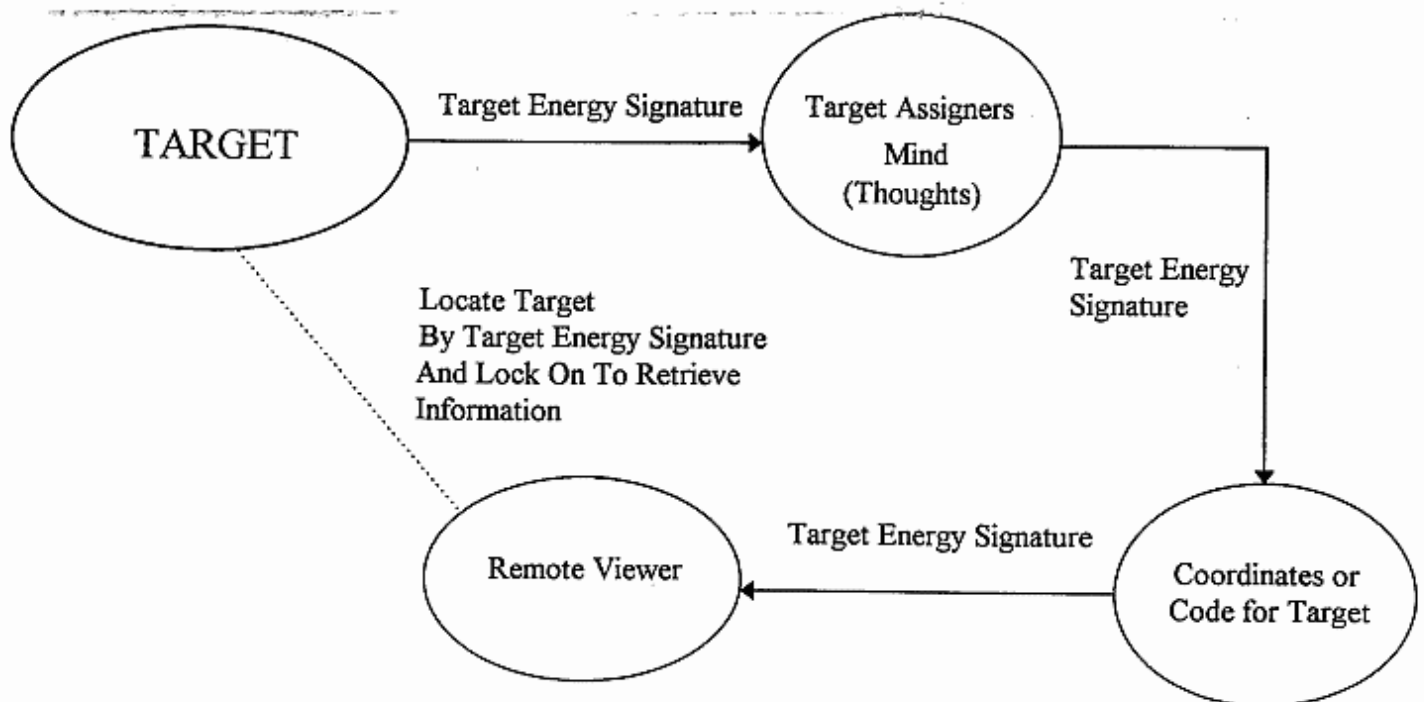 TARGET
Target Energy Signature
Target Assigners
Mind
(Thoughts)
Target Energy
Signature
Locate Target
By Target Energy Signature
And Lock On To Retrieve
Information
Remote Viewer
Target Energy Signature
Coordinates or
Code for Target